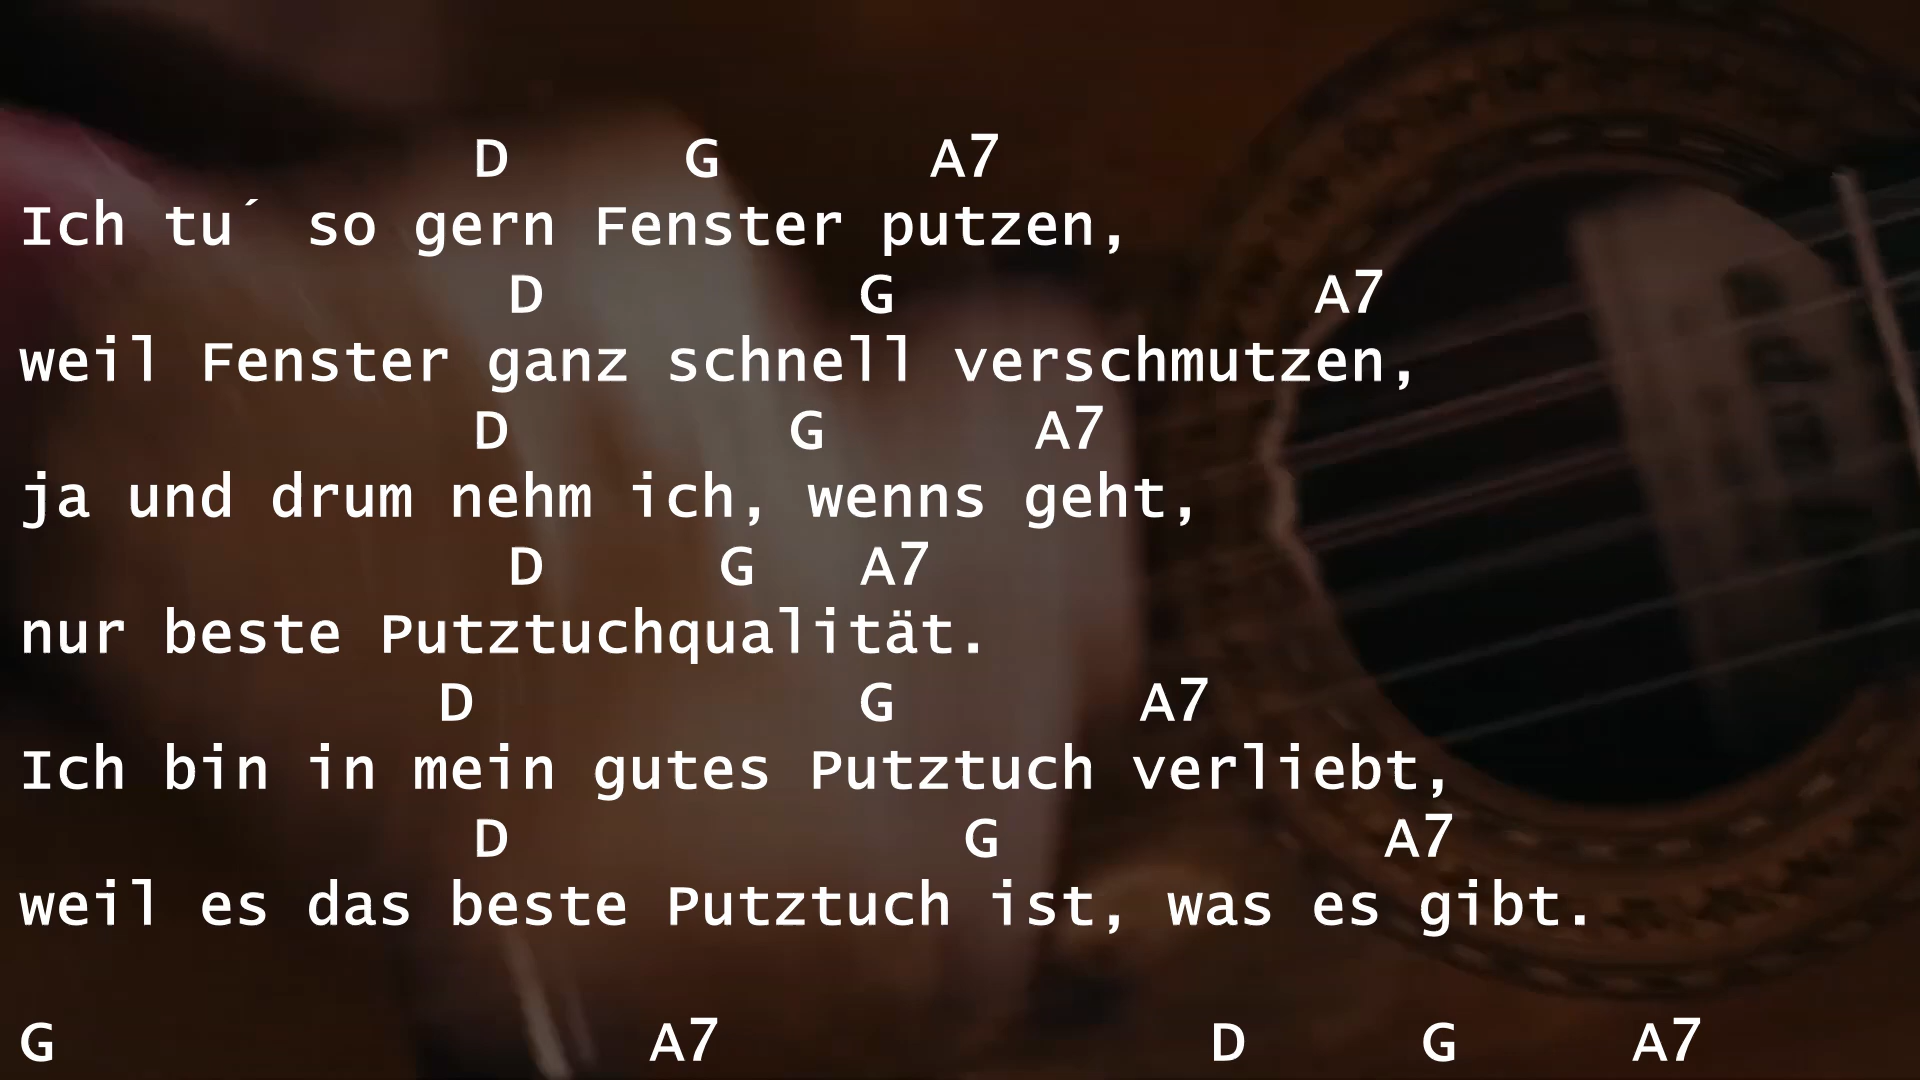 D G A7
Ich tu´ so gern Fenster putzen,
D G A7
weil Fenster ganz schnell verschmutzen,
D G A7
ja und drum nehm ich, wenns geht,
D G A7
nur beste Putztuchqualität.
D G A7
Ich bin in mein gutes Putztuch verliebt,
D G A7
weil es das beste Putztuch ist, was es gibt.
G A7 D G A7